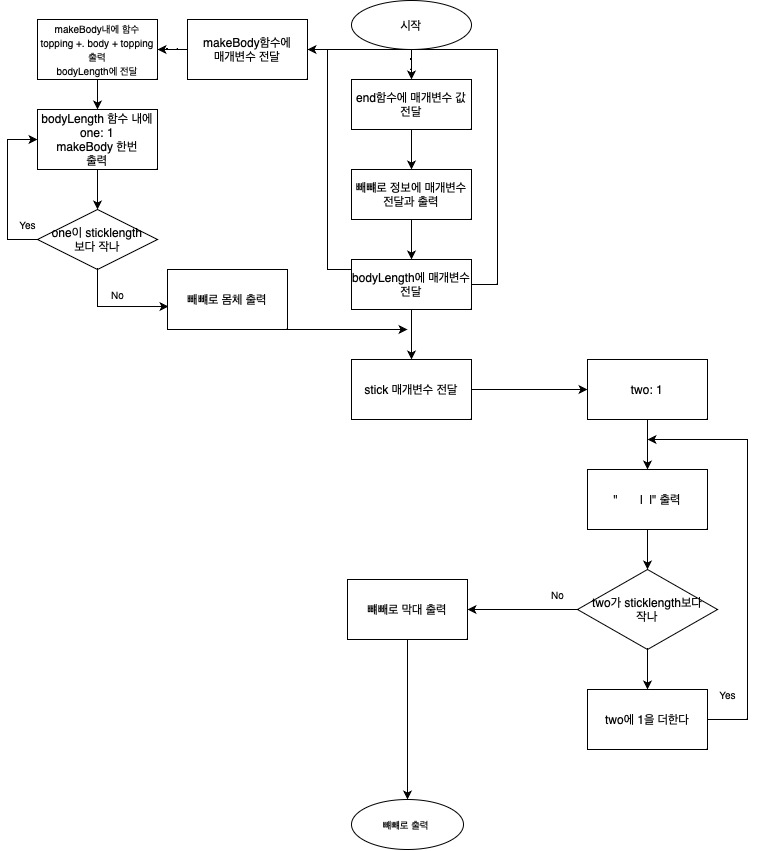 시작
makeBody함수에
매개변수 전달
makeBody내에 함수
topping +. body + topping
출력
bodyLength에 전달
end함수에 매개변수 값
전달
bodyLength 함수 내에
one: 1
makeBody 한번
출력
빼빼로 정보에 매개변수
전달과 출력
Yes
one이 sticklength
보다 작나
bodyLength에 매개변수
전달
No
빼빼로 몸체 출력
stick 매개변수 전달
two: 1
" | |" 출력
No
two가 sticklength보다
작나
빼빼로 막대 출력
Yes
two에 1을 더한다
빼빼로 출력